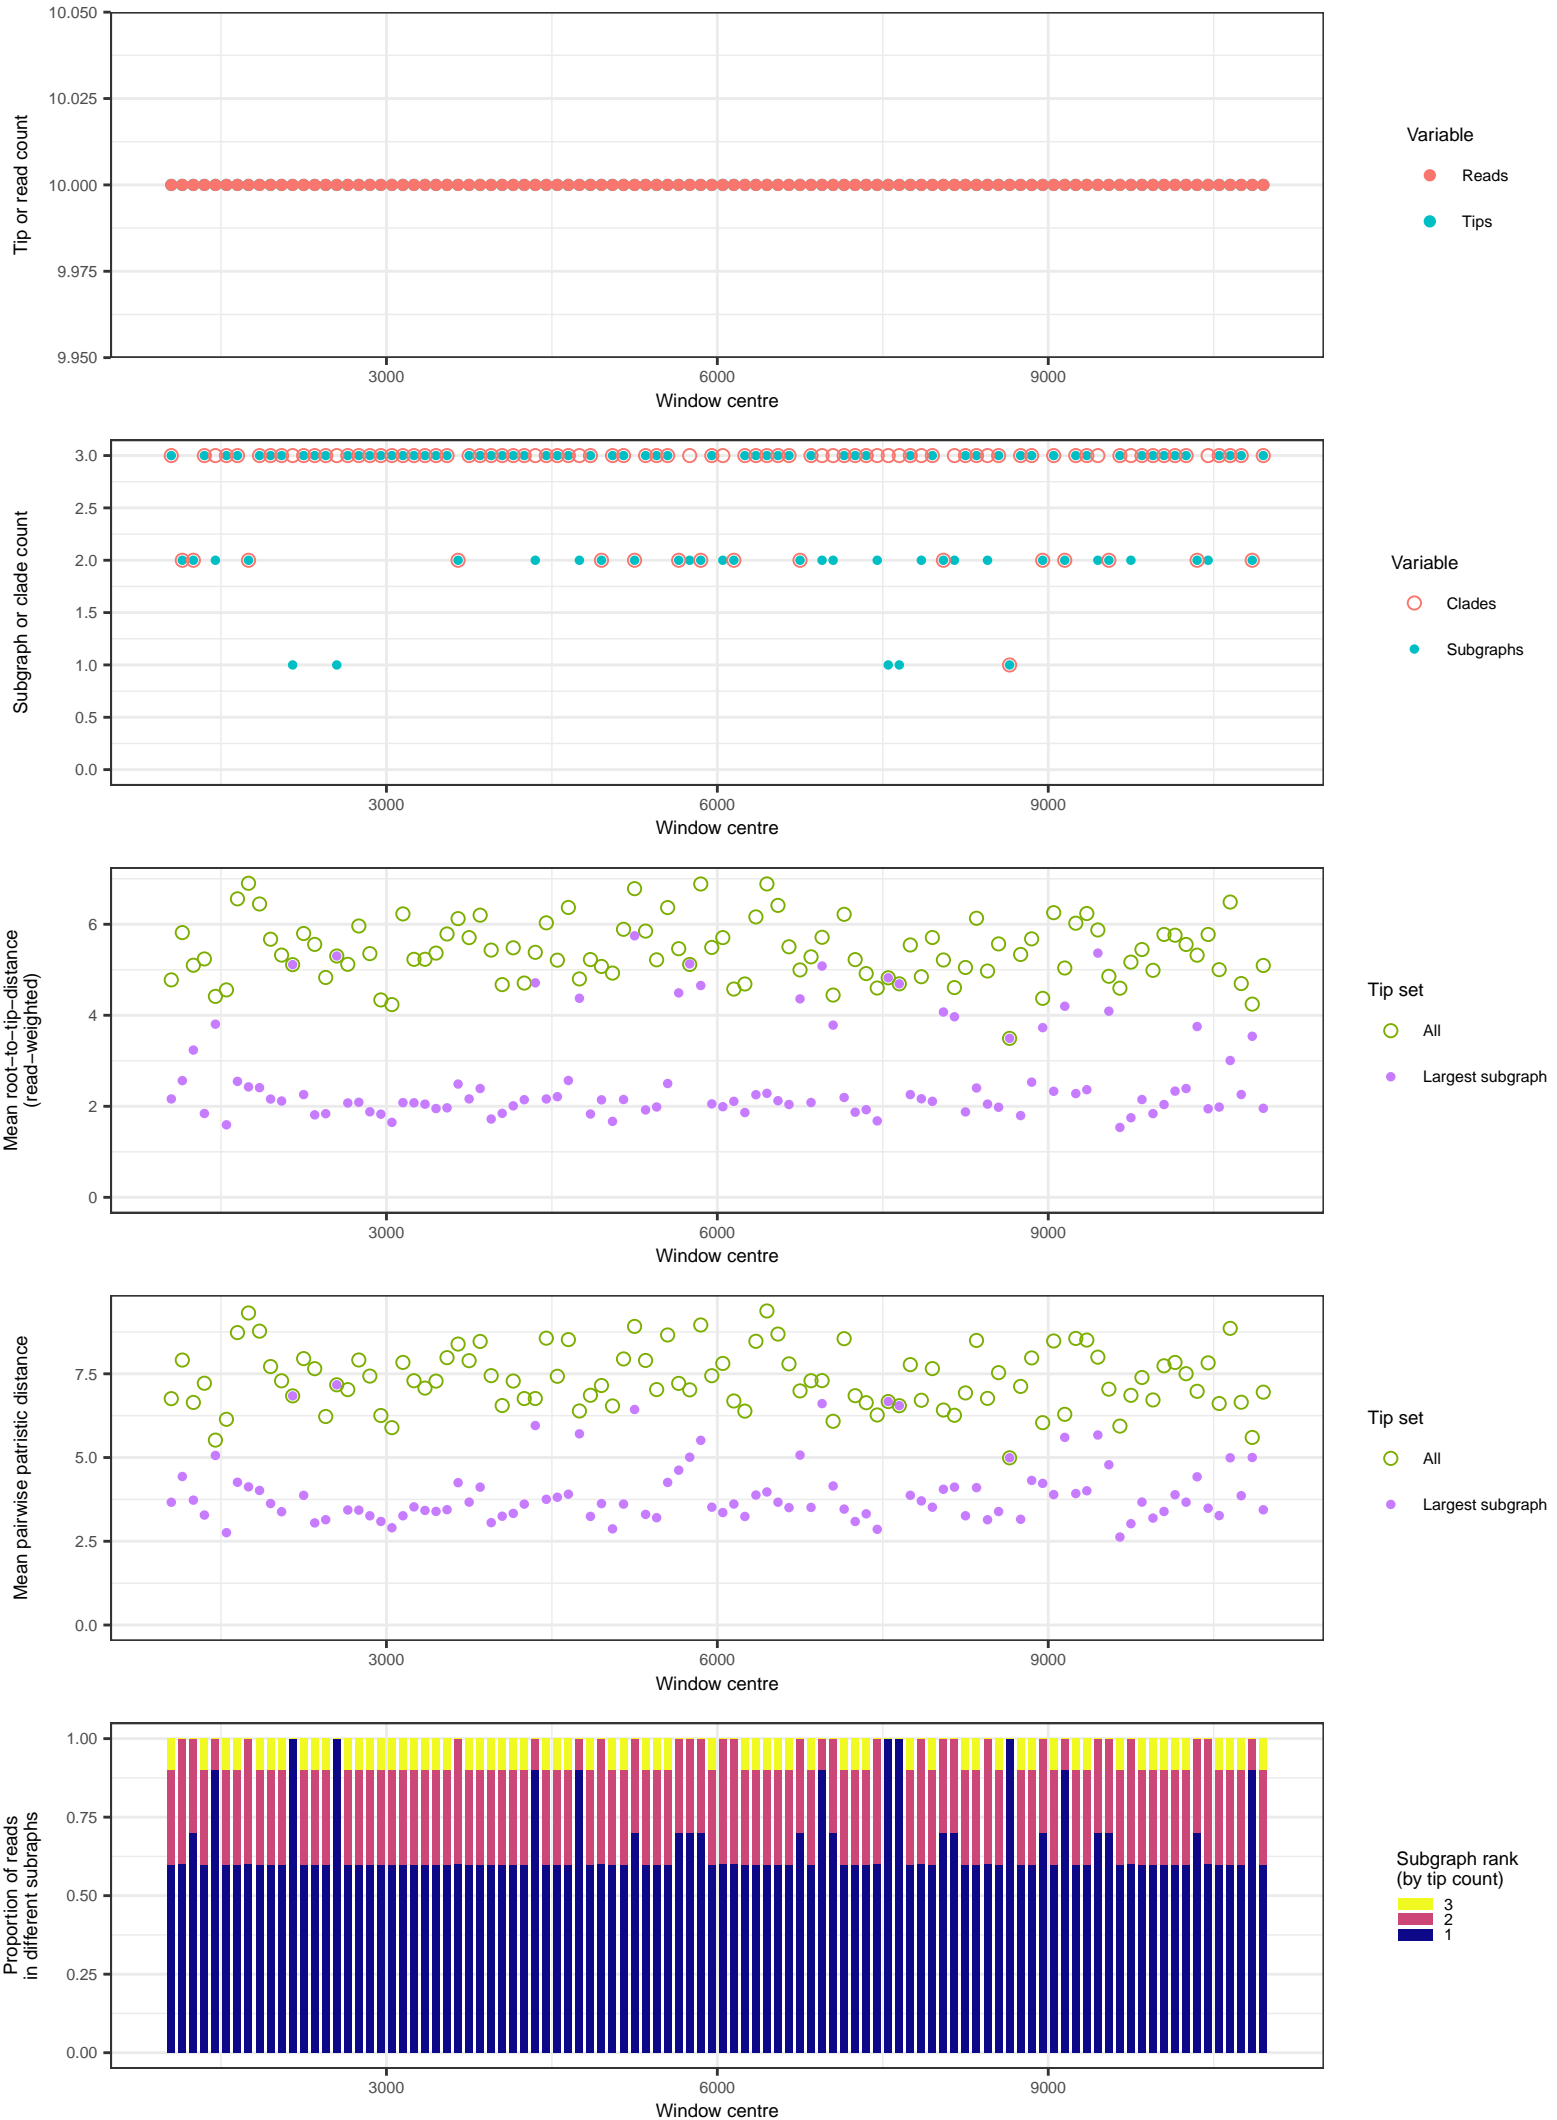 10.050
10.025
10.000
9.975
9.950
Tip or read count
3000 6000 9000
Window centre
Variable
Reads
Tips
3.0
2.5
2.0
1.5
1.0
0.5
0.0
Subgraph or clade count
3000 6000 9000
Window centre
Variable
Clades
Subgraphs
6
4
2
0
Mean root−to−tip−distance
(read−weighted)
3000 6000 9000
Window centre
Tip set
All
Largest subgraph
7.5
5.0
2.5
0.0
Mean pairwise patristic distance
3000 6000 9000
Window centre
Tip set
All
Largest subgraph
1.00
0.75
0.50
0.25
0.00
Proportion of reads
in different subraphs
3000 6000 9000
Window centre
Subgraph rank
(by tip count)
3
2
1